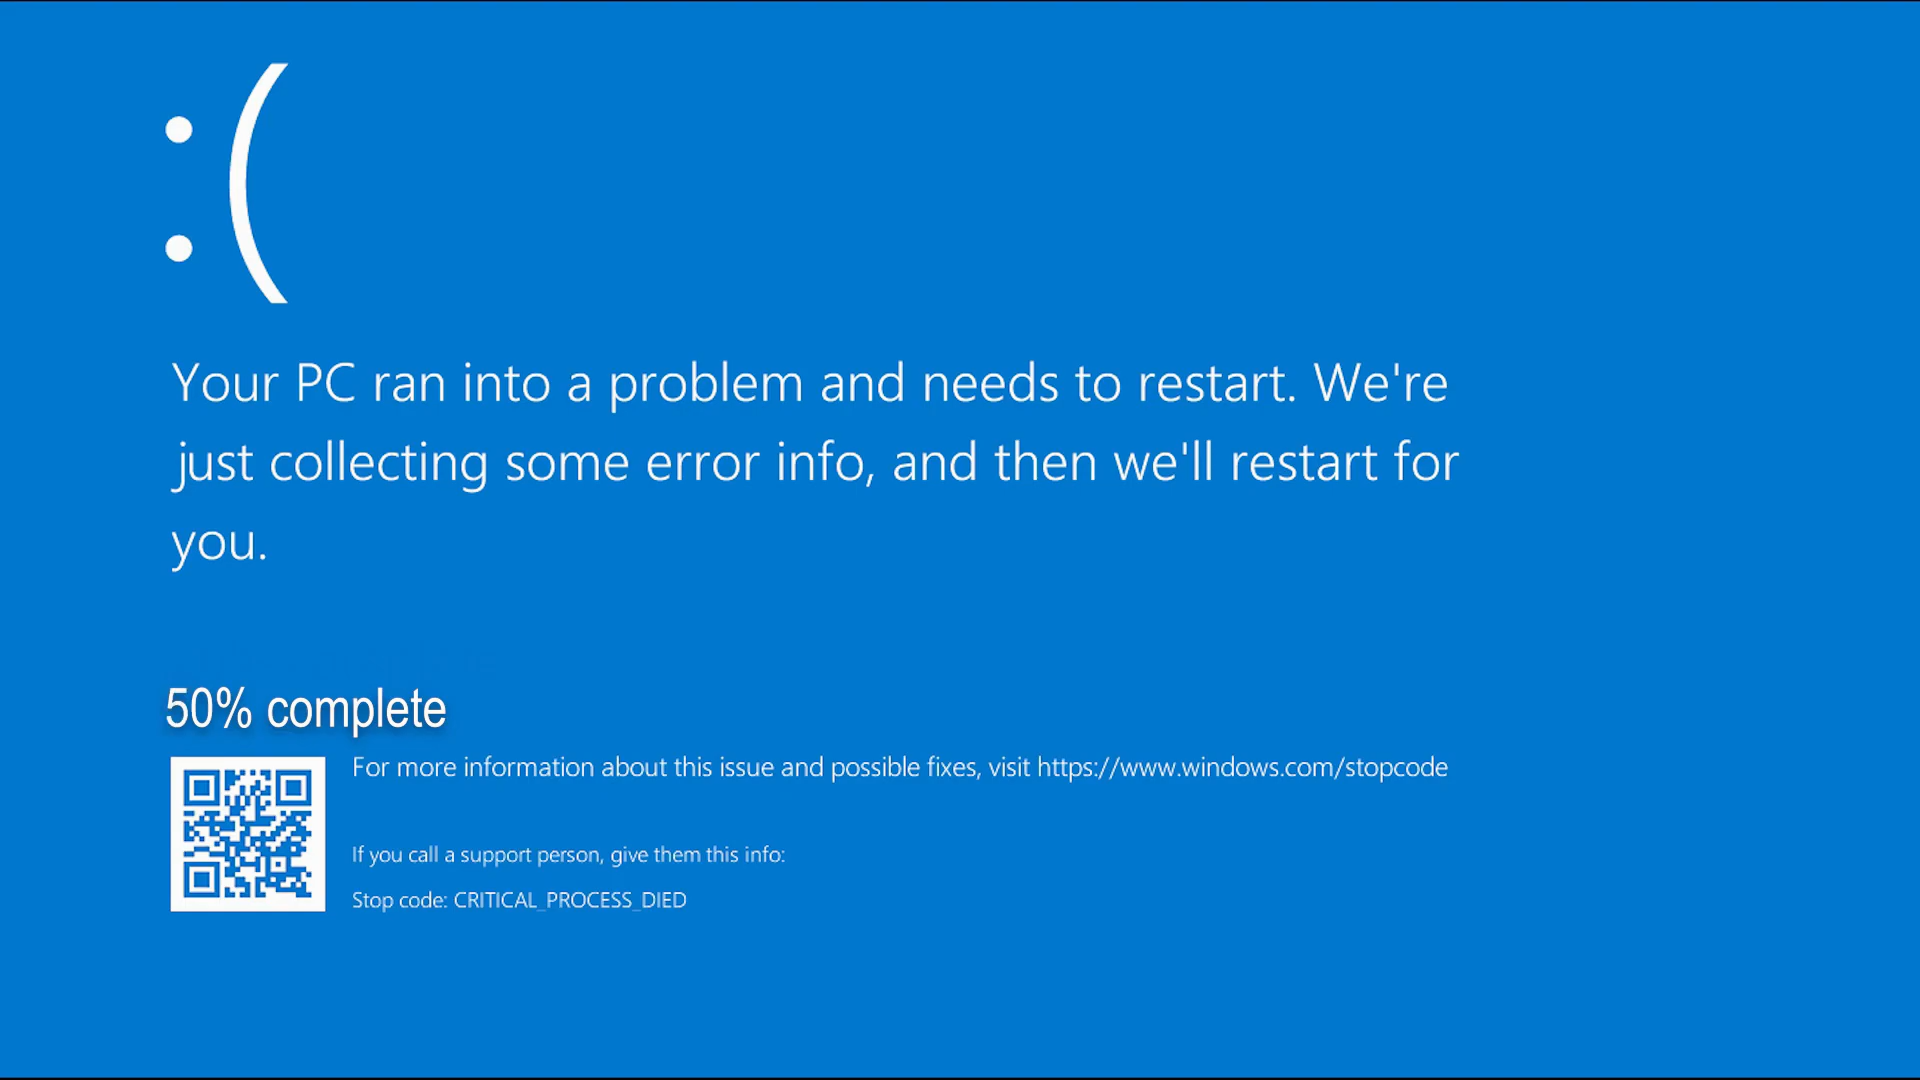 :(
Your PC ran into a problem and needs to restart. We're
just collecting some error info, and then we'll restart for
you.
50% complete
For more information about this issue and possible fixes, visit https://www.windows.com/stopcode
If you call a support person, give them this info:
Stop code: CRITICAL_PROCESS_DIED